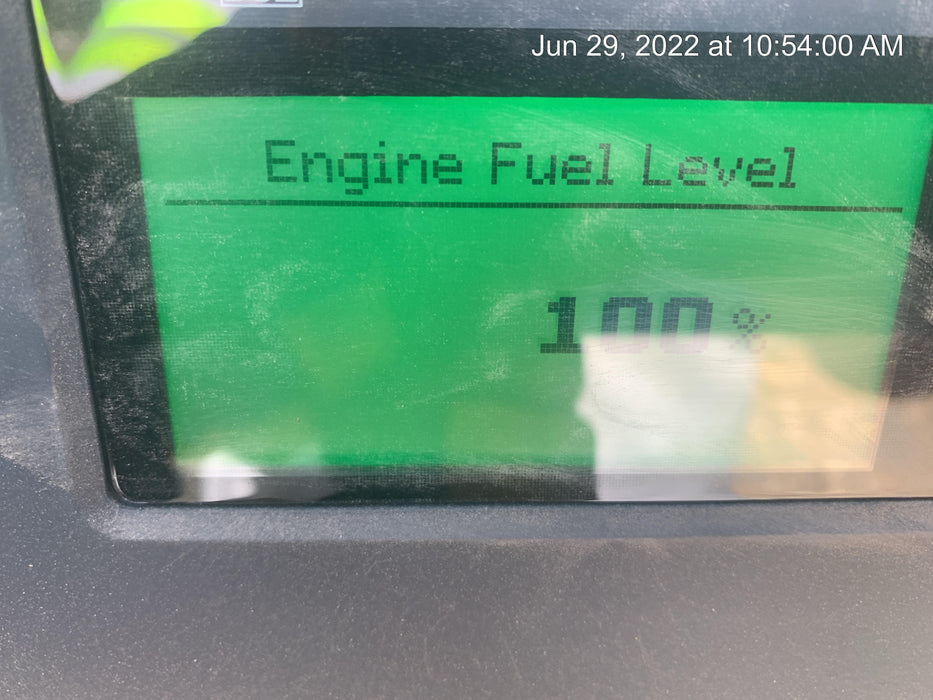 Jun 29, 2022 at 10:54:00 AM
Engine Fuel Level
100 %